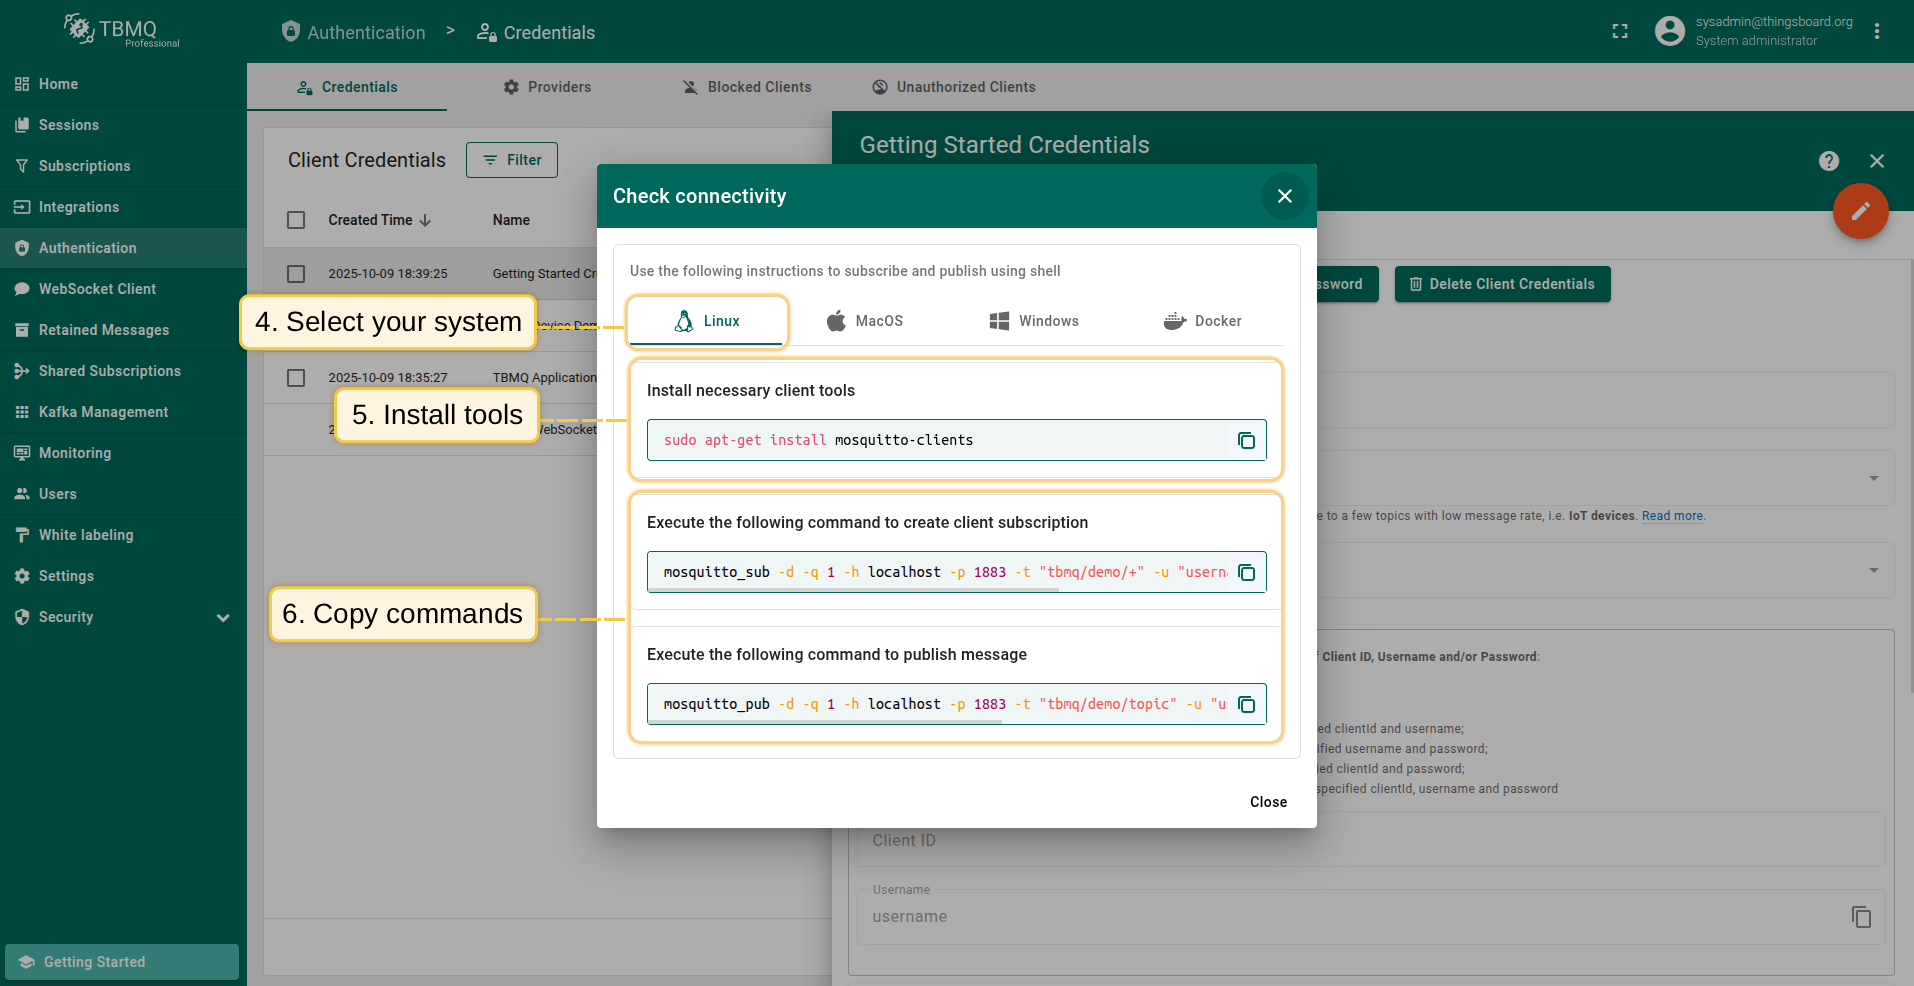 TBMQ
Professional
Authentication > Credentials
sysadmin@thingsboard.org
System administrator
Home
Sessions
Subscriptions
Integrations
Authentication
WebSocket Client
Retained Messages
Shared Subscriptions
Kafka Management
Monitoring
Users
White labeling
Settings
Security
Getting Started
Credentials
Providers
Blocked Clients
Unauthorized Clients
Client Credentials
Filter
Created Time
Name
2025-10-09 18:39:25
Getting Started Cr
Device Dem
2025-10-09 18:35:27
TBMQ Application
2
WebSocket
4. Select your system
5. Install tools
6. Copy commands
Getting Started Credentials
ssword
Delete Client Credentials
Check connectivity
Use the following instructions to subscribe and publish using shell
Linux
MacOS
Windows
Docker
Install necessary client tools
sudo apt-get install mosquitto-clients
Execute the following command to create client subscription
mosquitto_sub -d -q 1 -h localhost -p 1883 -t "tbmq/demo/+" -u "usern
Execute the following command to publish message
mosquitto_pub -d -q 1 -h localhost -p 1883 -t "tbmq/demo/topic" -u "u
Close
e to a few topics with low message rate, i.e. IoT devices. Read more.
f Client ID, Username and/or Password:
ed clientId and username;
ified username and password;
ied clientId and password;
specified clientId, username and password
Client ID
Username
username